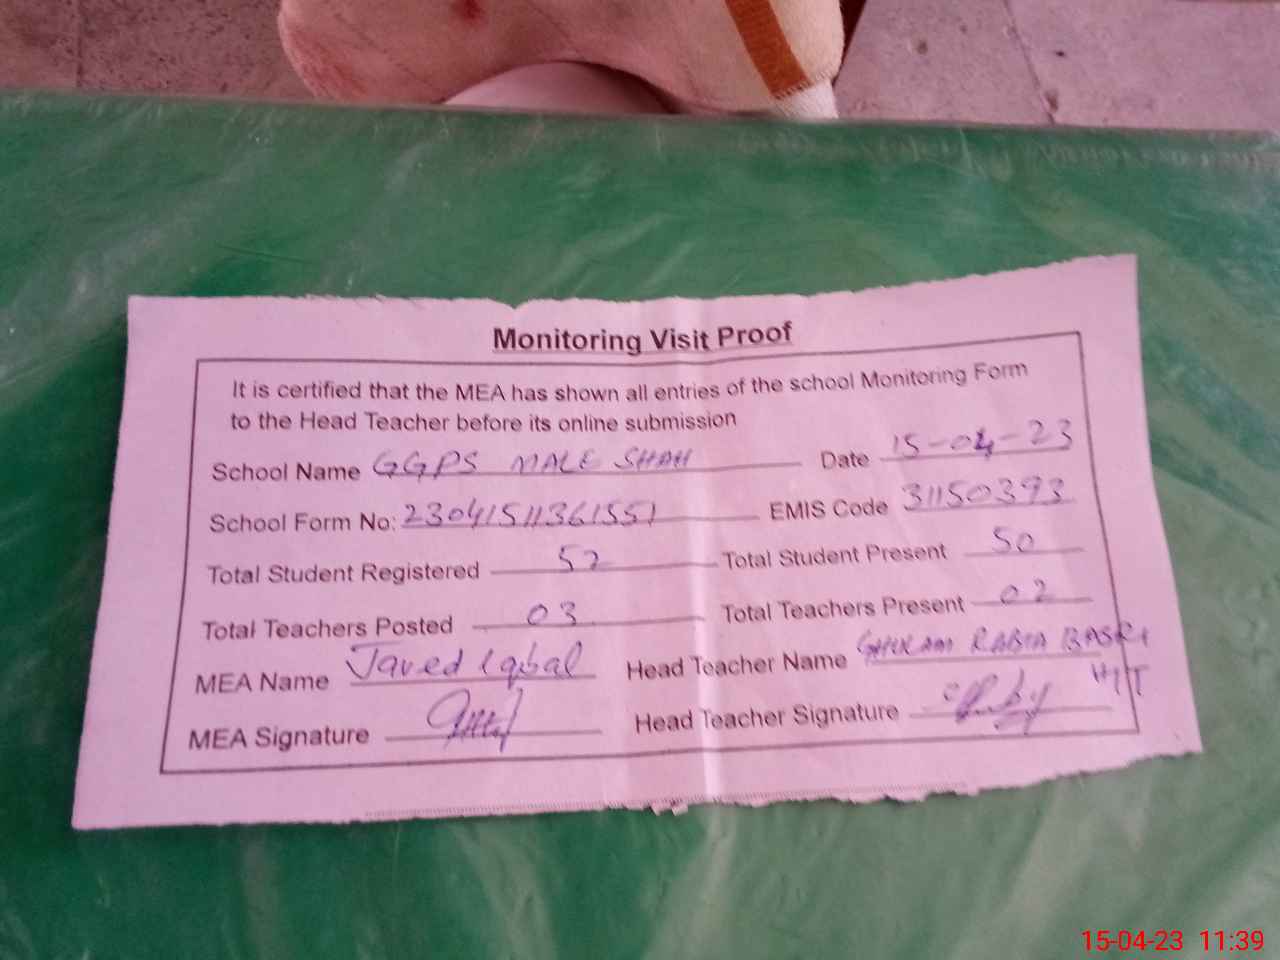 Monitoring Visit Proof
It is certified that the MEA has shown all entries of the school Monitoring Form
to the Head Teacher before its online submission
School Name GGPS MALE SHAH Date 15-04-23
School Form No: 23041511361551 EMIS Code 31150393
Total Student Registered 52 Total Student Present 50
Total Teachers Posted 03 Total Teachers Present 02
MEA Name Javed Iqbal Head Teacher Name GHULAM RABIA BASRI
H/T
MEA Signature Head Teacher Signature
15-04-23 11:39